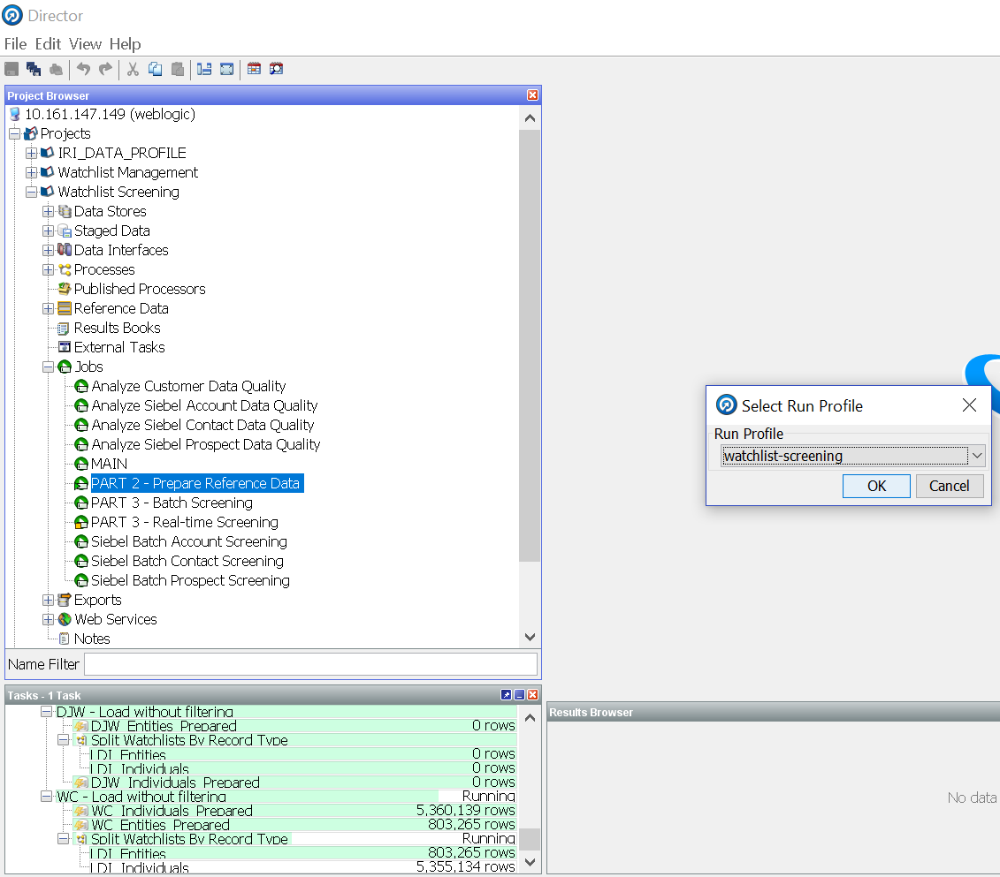 Director
File Edit View Help
Project Browser
10.161.147.149 (weblogic)
Projects
IRI_DATA_PROFILE
Watchlist Management
Watchlist Screening
Data Stores
Staged Data
Data Interfaces
Processes
Published Processors
Reference Data
Results Books
External Tasks
Jobs
Analyze Customer Data Quality
Analyze Siebel Account Data Quality
Analyze Siebel Contact Data Quality
Analyze Siebel Prospect Data Quality
MAIN
PART 2 - Prepare Reference Data
PART 3 - Batch Screening
PART 3 - Real-time Screening
Siebel Batch Account Screening
Siebel Batch Contact Screening
Siebel Batch Prospect Screening
Exports
Web Services
Notes
Name Filter
Select Run Profile
Run Profile
watchlist-screening
OK Cancel
Tasks - 1 Task
DJW - Load without filtering
DJW Entities Prepared 0 rows
Split Watchlists By Record Type
LDI Entities 0 rows
LDI Individuals 0 rows
DJW Individuals Prepared 0 rows
WC - Load without filtering Running
WC Individuals Prepared 5,360,139 rows
WC Entities Prepared 803,265 rows
Split Watchlists By Record Type Running
LDI Entities 803,265 rows
LDI Individuals 5,355,134 rows
Results Browser
No data